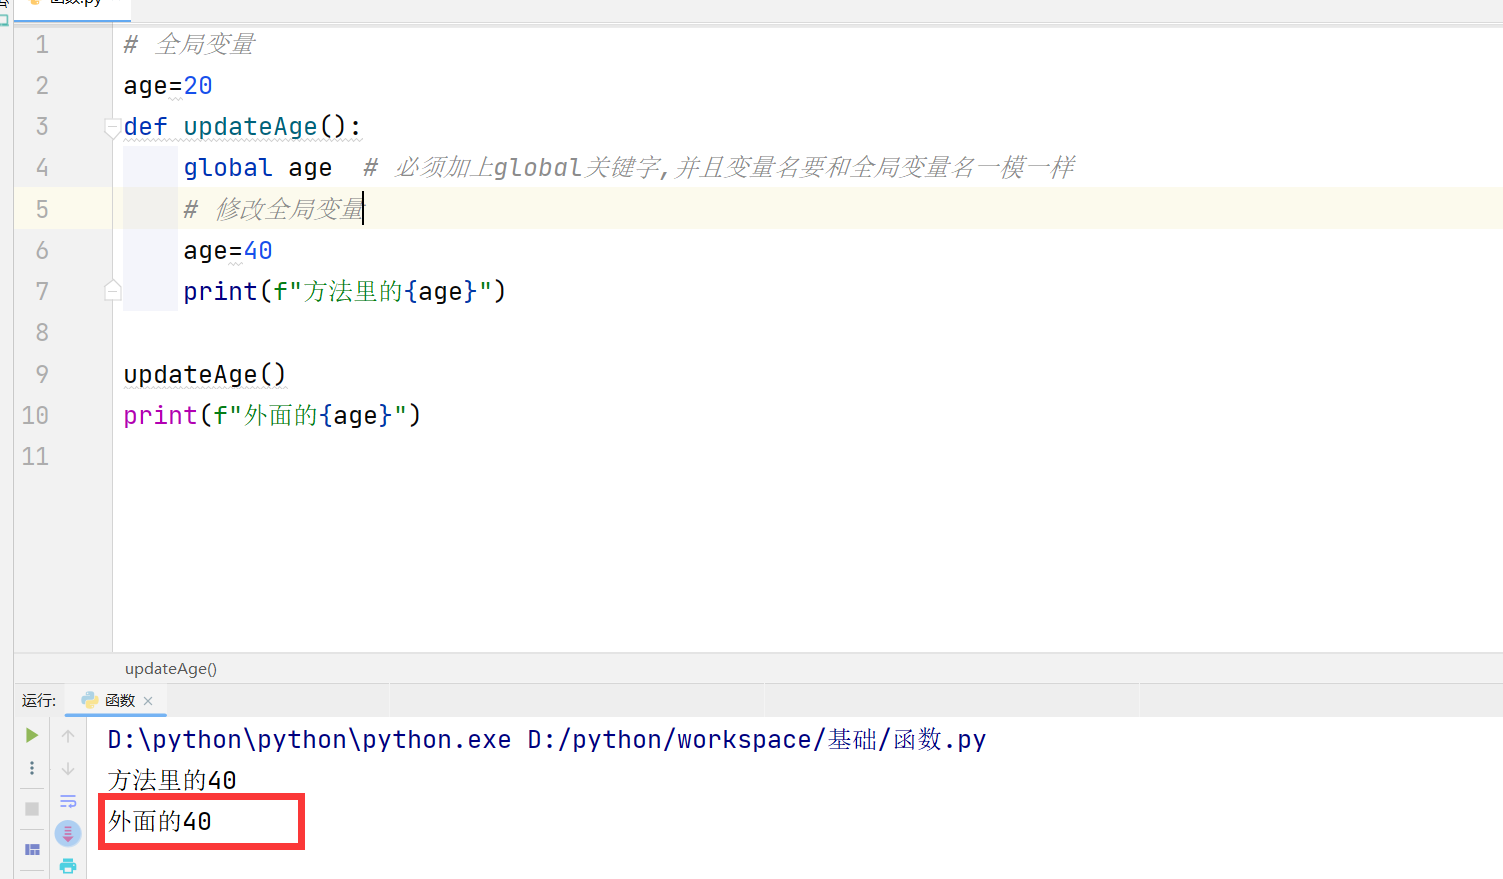 函数.py
1 # 全局变量
2 age=20
3 def updateAge():
4 global age # 必须加上global关键字,并且变量名要和全局变量名一模一样
5 # 修改全局变量
6 age=40
7 print(f"方法里的{age}")
8
9 updateAge()
10 print(f"外面的{age}")
11
updateAge()
运行: 函数 ×
D:\python\python\python.exe D:/python/workspace/基础/函数.py
方法里的40
外面的40